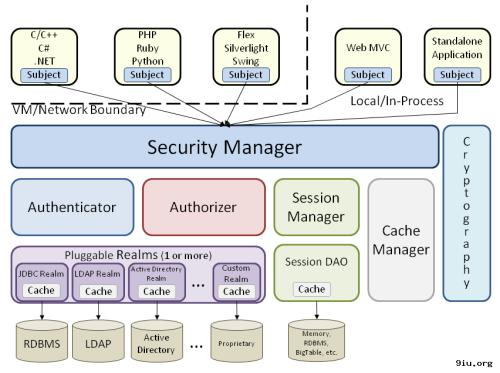 C/C++
C#
.NET
Subject
PHP
Ruby
Python
Subject
Flex
Silverlight
Swing
Subject
Web MVC
Subject
Standalone
Application
Subject
VM/Network Boundary
Local/In-Process
Security Manager
Cryptography
Authenticator
Authorizer
Session
Manager
Cache
Manager
Pluggable Realms (1 or more)
JDBC Realm
Cache
LDAP Realm
Cache
Active Directory
Realm
Cache
...
Custom
Realm
Cache
Session DAO
Cache
RDBMS
LDAP
Active
Directory
...
Proprietary
Memory,
RDBMS,
BigTable, etc.
9iu.org